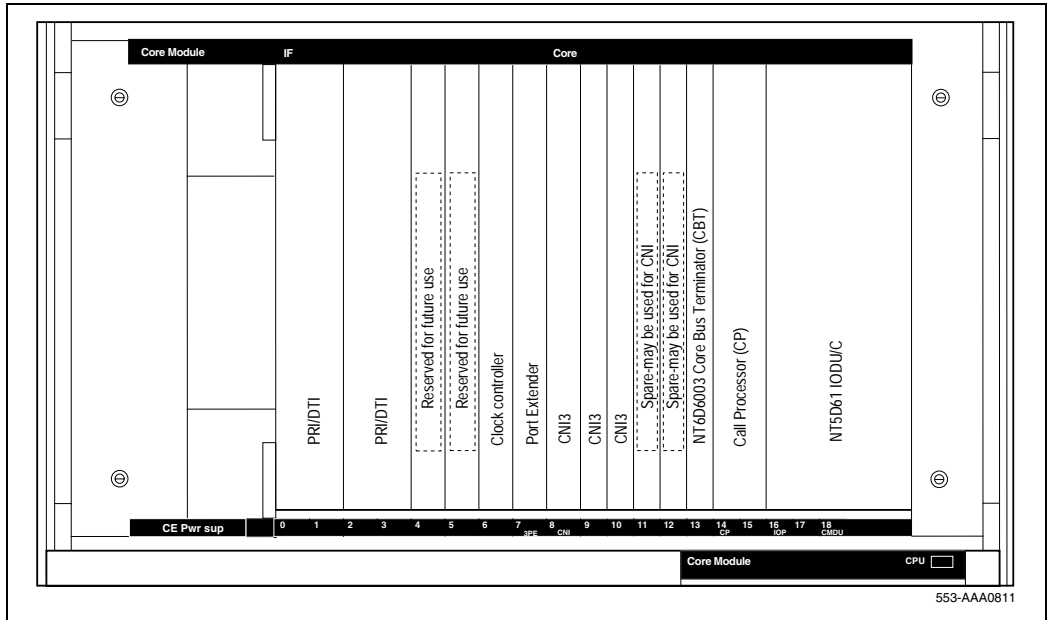 Core Module IF Core
PRI/DTI
PRI/DTI
Reserved for future use
Reserved for future use
Clock controller
Port Extender
CNI3
CNI3
CNI3
Spare-may be used for CNI
Spare-may be used for CNI
NT6D6003 Core Bus Terminator (CBT)
Call Processor (CP)
NT5D61 IODU/C
CE Pwr sup 0 1 2 3 4 5 6 7 8 9 10 11 12 13 14 15 16 17 18
3PE CNI CP IOP CMDU
Core Module CPU
553-AAA0811